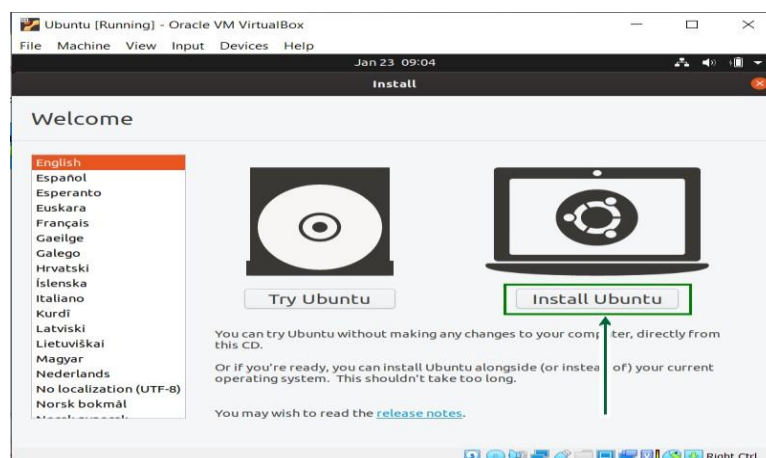 Ubuntu [Running] - Oracle VM VirtualBox
File Machine View Input Devices Help
Jan 23 09:04
Install
Welcome
English
Español
Esperanto
Euskara
Français
Gaeilge
Galego
Hrvatski
Íslenska
Italiano
Kurdî
Latviski
Lietuviškai
Magyar
Nederlands
No localization (UTF-8)
Norsk bokmål
Try Ubuntu
Install Ubuntu
You can try Ubuntu without making any changes to your computer, directly from
this CD.
Or if you're ready, you can install Ubuntu alongside (or instead of) your current
operating system. This shouldn't take too long.
You may wish to read the release notes.
Right Ctrl